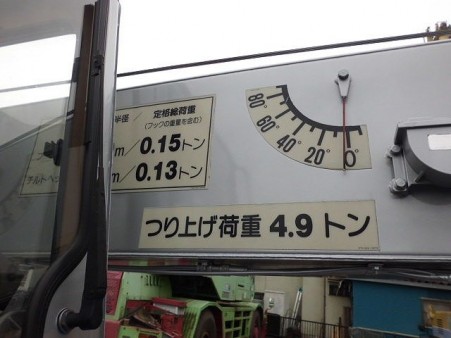 半径 定格総荷重
(フックの重量を含む)
m/0.15トン
m/0.13トン
80° 60° 40° 20° 0°
つり上げ荷重 4.9 トン